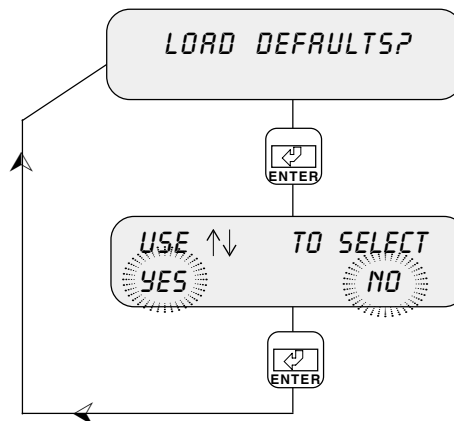 LOAD DEFAULTS?
ENTER
USE ↑↓ TO SELECT
YES NO
ENTER